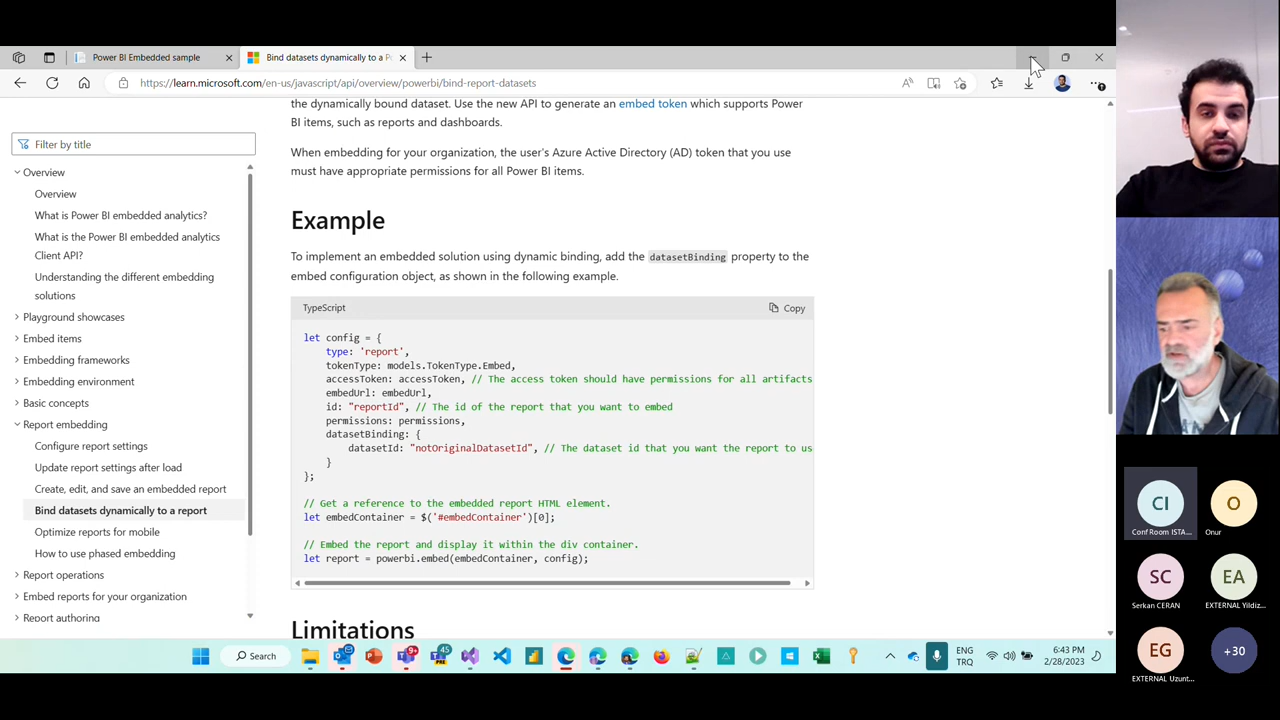 Power BI Embedded sample
Bind datasets dynamically to a P
https://learn.microsoft.com/en-us/javascript/api/overview/powerbi/bind-report-datasets
Filter by title
Overview
Overview
What is Power BI embedded analytics?
What is the Power BI embedded analytics
Client API?
Understanding the different embedding
solutions
Playground showcases
Embed items
Embedding frameworks
Embedding environment
Basic concepts
Report embedding
Configure report settings
Update report settings after load
Create, edit, and save an embedded report
Bind datasets dynamically to a report
Optimize reports for mobile
How to use phased embedding
Report operations
Embed reports for your organization
Report authoring
the dynamically bound dataset. Use the new API to generate an embed token which supports Power
BI items, such as reports and dashboards.
When embedding for your organization, the user's Azure Active Directory (AD) token that you use
must have appropriate permissions for all Power BI items.
Example
To implement an embedded solution using dynamic binding, add the datasetBinding property to the
embed configuration object, as shown in the following example.
TypeScript
Copy
let config = {
type: 'report',
tokenType: models.TokenType.Embed,
accessToken: accessToken, // The access token should have permissions for all artifacts
embedUrl: embedUrl,
id: "reportId", // The id of the report that you want to embed
permissions: permissions,
datasetBinding: {
datasetId: "notOriginalDatasetId", // The dataset id that you want the report to us
}
};
// Get a reference to the embedded report HTML element.
let embedContainer = $('#embedContainer')[0];
// Embed the report and display it within the div container.
let report = powerbi.embed(embedContainer, config);
Limitations
Search
9+
45
PRE
ENG
TRQ
6:43 PM
2/28/2023
CI
Conf Room ISTA...
O
Onur
SC
Serkan CERAN
EA
EXTERNAL Yildiz...
EG
EXTERNAL Uzunt...
+30